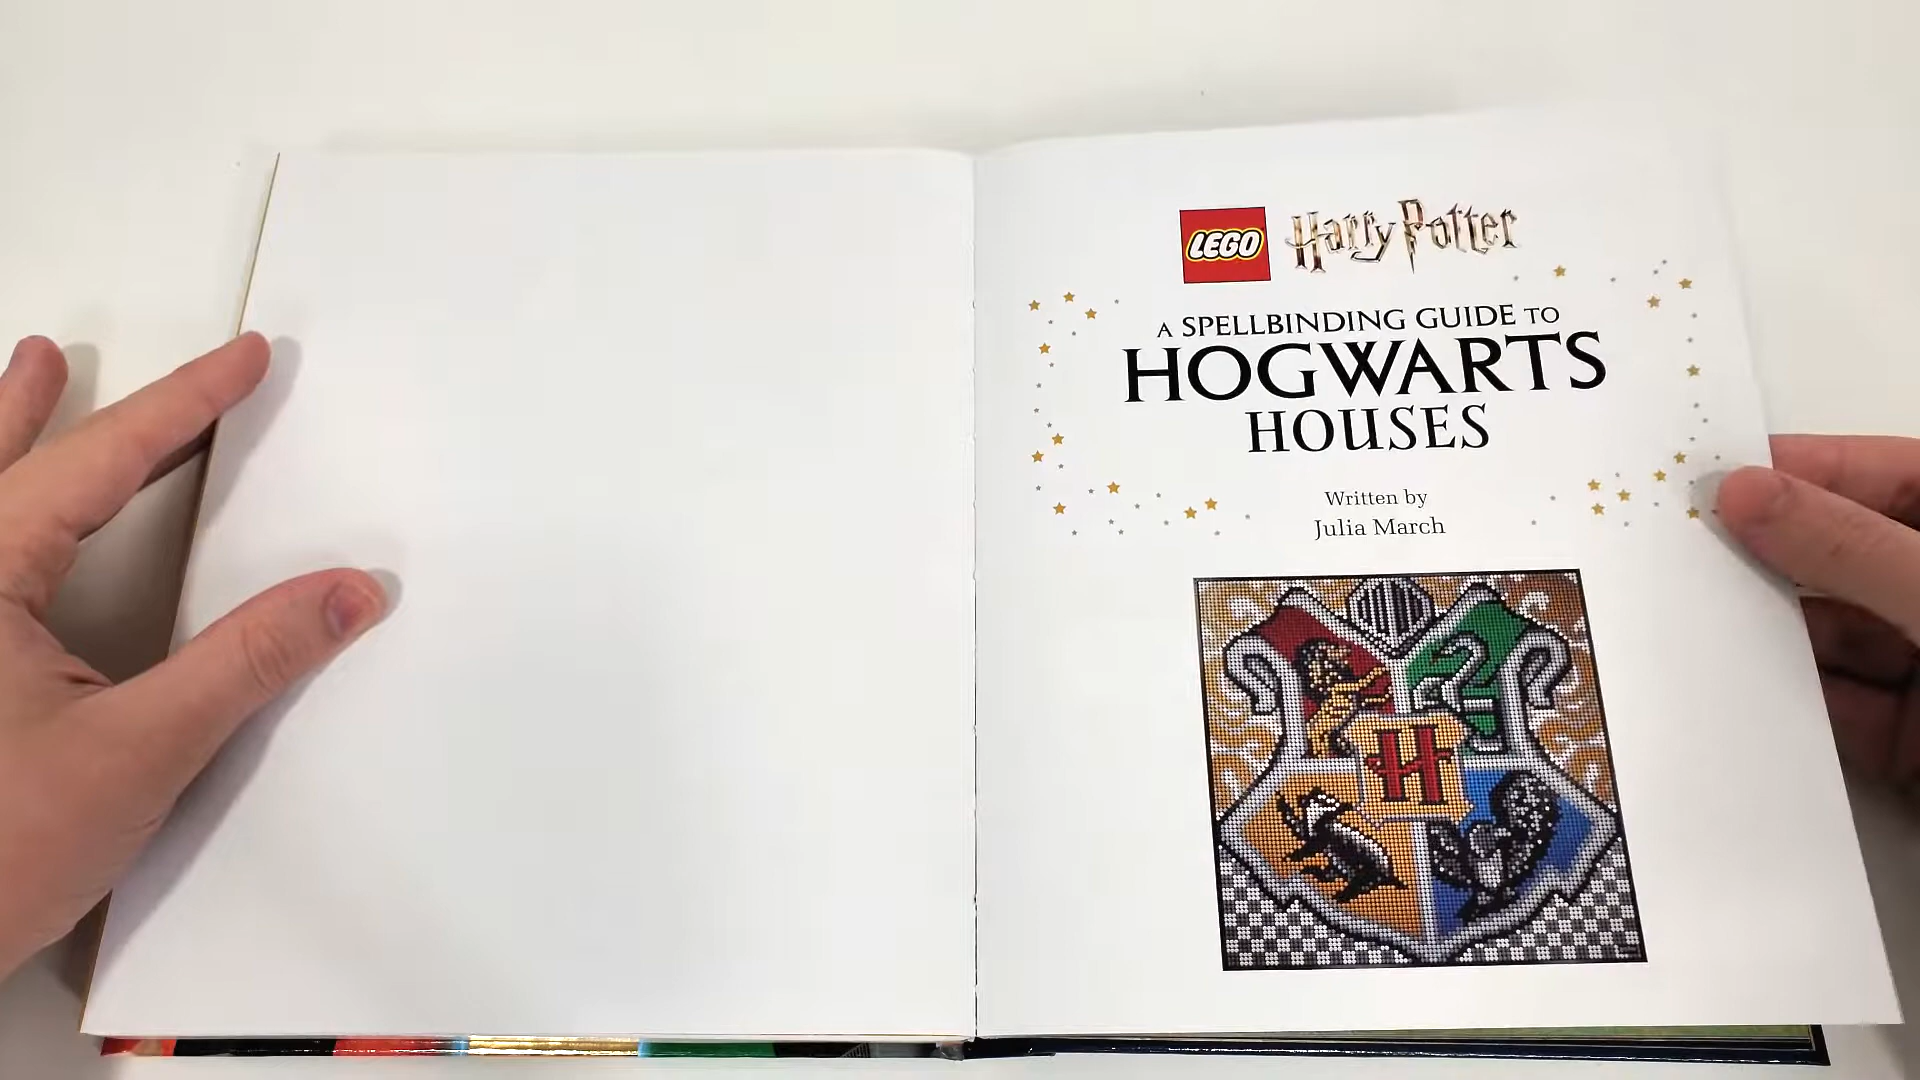 LEGO Harry Potter
A SPELLBINDING GUIDE TO
HOGWARTS
HOUSES
Written by
Julia March
H